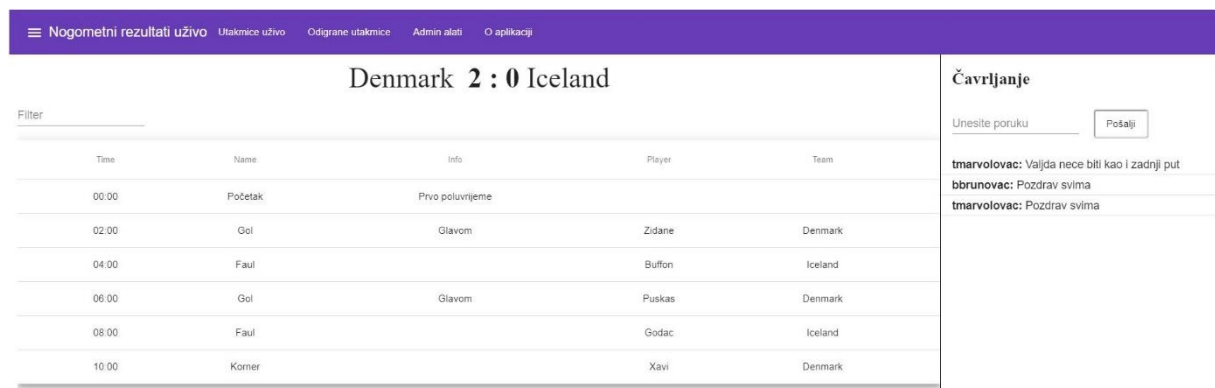 Nogometni rezultati uživo Utakmice uživo Odigrane utakmice Admin alati O aplikaciji
Denmark 2 : 0 Iceland
Filter
Time Name Info Player Team
00:00 Početak Prvo poluvrijeme
02:00 Gol Glavom Zidane Denmark
04:00 Faul Buffon Iceland
06:00 Gol Glavom Puskas Denmark
08:00 Faul Godac Iceland
10:00 Korner Xavi Denmark
Čavrljanje
Unesite poruku Pošalji
tmarvolovac: Valjda nece biti kao i zadnji put
bbrunovac: Pozdrav svima
tmarvolovac: Pozdrav svima